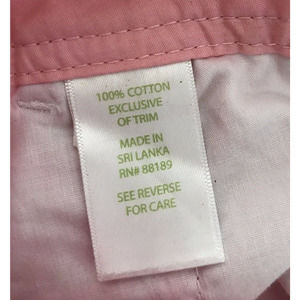 100% COTTON
EXCLUSIVE
OF TRIM
MADE IN
SRI LANKA
RN# 88189
SEE REVERSE
FOR CARE